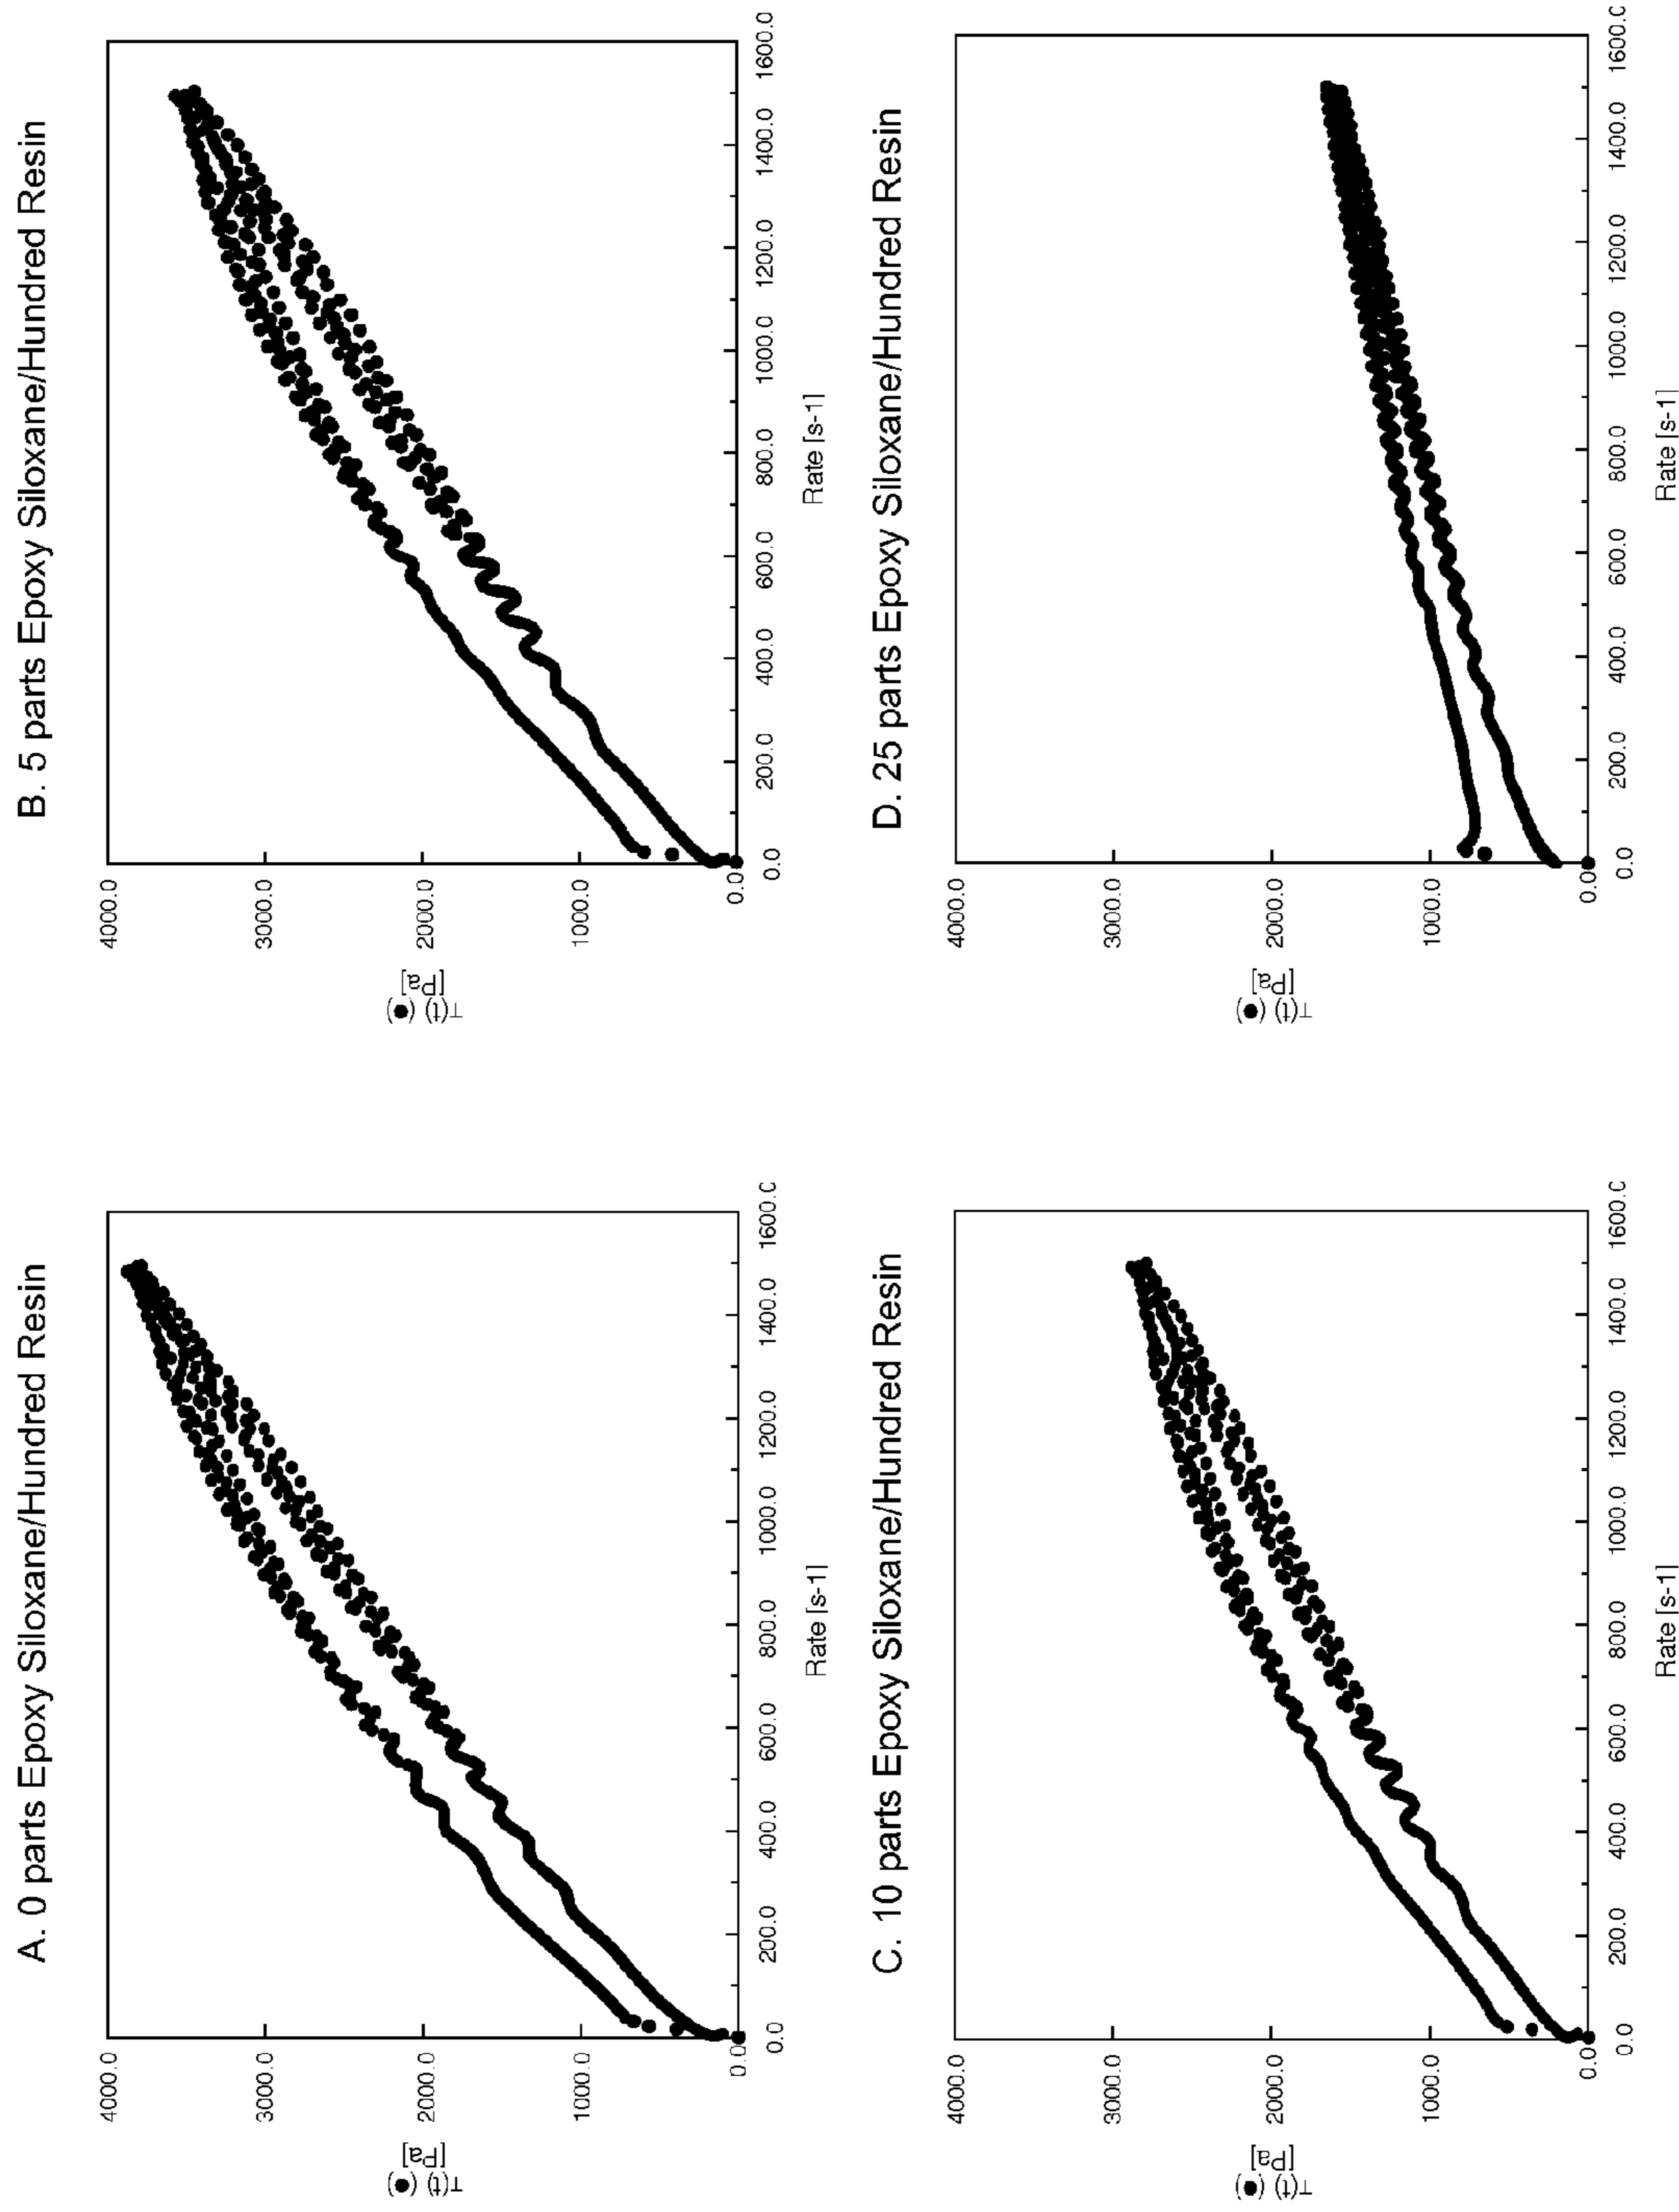 A. 0 parts Epoxy Siloxane/Hundred Resin
4000.0
3000.0
2000.0
1000.0
0.0
τ(t) (●)
[Pa]
0.0 200.0 400.0 600.0 800.0 1000.0 1200.0 1400.0 1600.0
Rate [s-1]
B. 5 parts Epoxy Siloxane/Hundred Resin
4000.0
3000.0
2000.0
1000.0
0.0
τ(t) (●)
[Pa]
0.0 200.0 400.0 600.0 800.0 1000.0 1200.0 1400.0 1600.0
Rate [s-1]
C. 10 parts Epoxy Siloxane/Hundred Resin
4000.0
3000.0
2000.0
1000.0
0.0
τ(t) (●)
[Pa]
0.0 200.0 400.0 600.0 800.0 1000.0 1200.0 1400.0 1600.0
Rate [s-1]
D. 25 parts Epoxy Siloxane/Hundred Resin
4000.0
3000.0
2000.0
1000.0
0.0
τ(t) (●)
[Pa]
0.0 200.0 400.0 600.0 800.0 1000.0 1200.0 1400.0 1600.0
Rate [s-1]